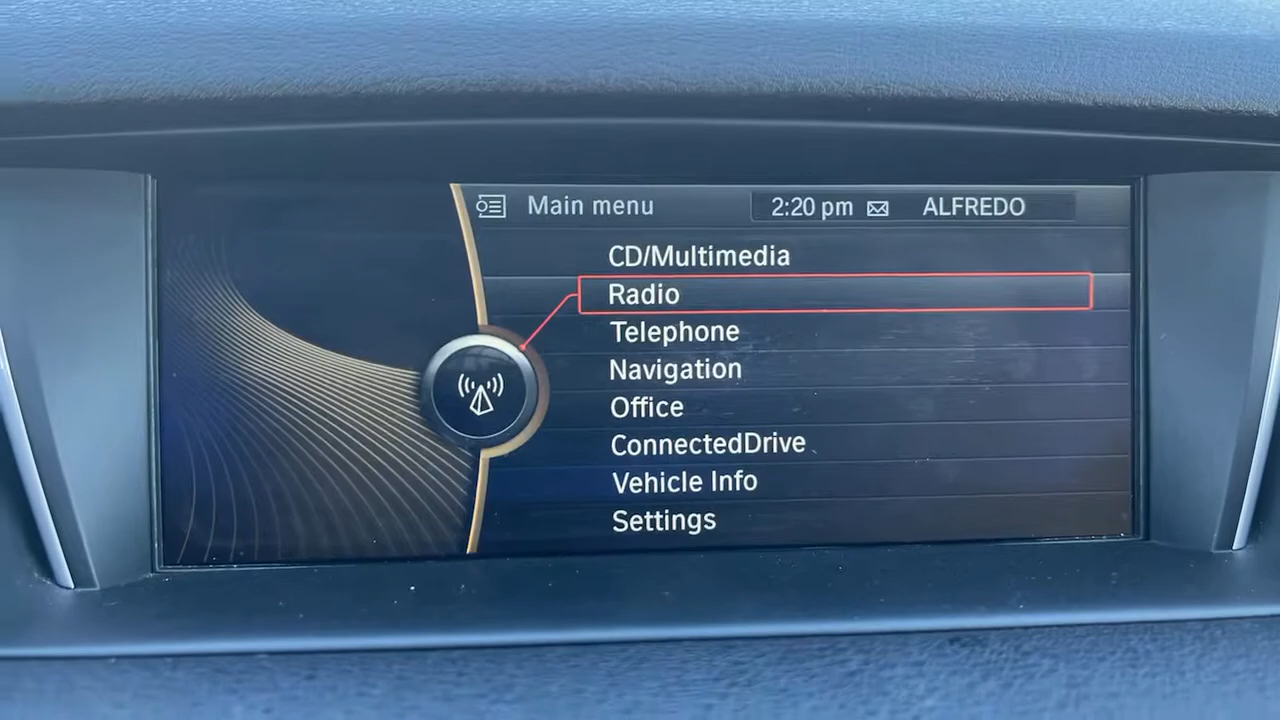 Main menu 2:20 pm ALFREDO
CD/Multimedia
Radio
Telephone
Navigation
Office
ConnectedDrive
Vehicle Info
Settings